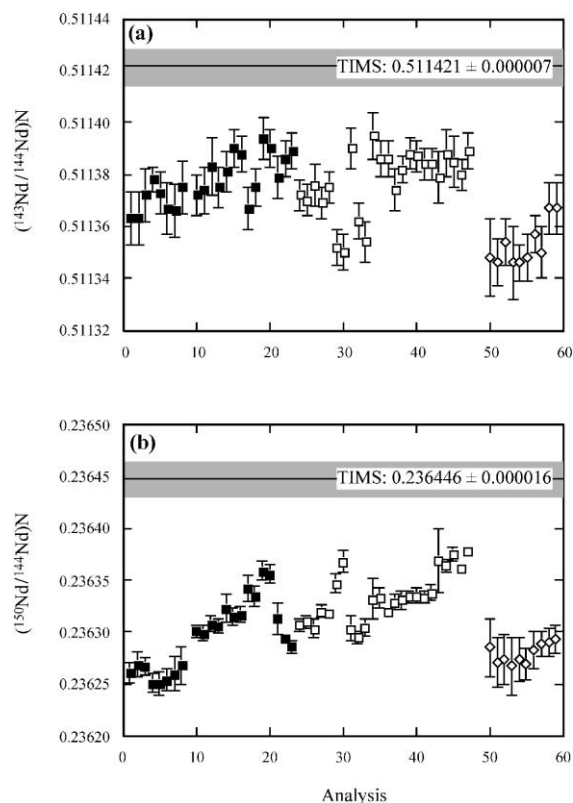 0.51144
(a)
0.51142
TIMS: 0.511421 ± 0.000007
0.51140
(¹⁴³Nd/¹⁴⁴Nd)N
0.51138
0.51136
0.51134
0.51132
0 10 20 30 40 50 60
0.23650
(b)
0.23645
TIMS: 0.236446 ± 0.000016
0.23640
(¹⁵⁰Nd/¹⁴⁴Nd)N
0.23635
0.23630
0.23625
0.23620
0 10 20 30 40 50 60
Analysis